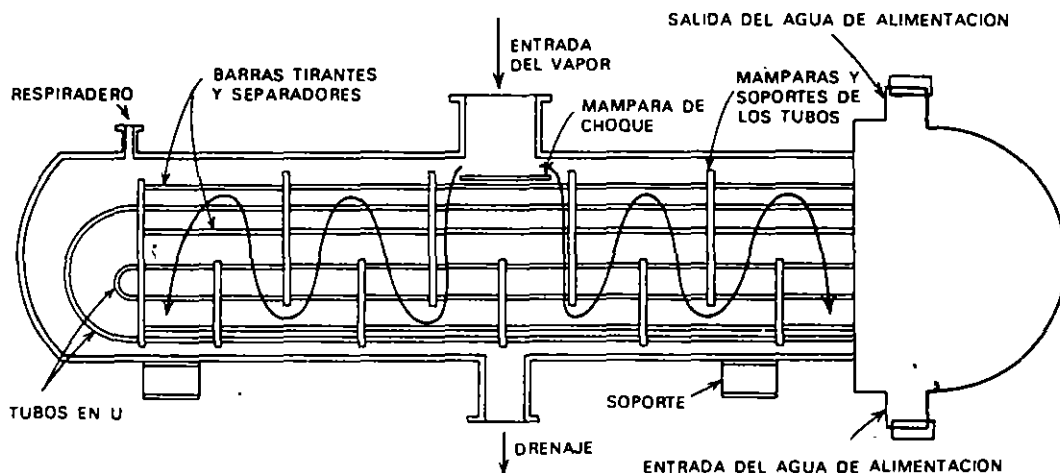 SALIDA DEL AGUA DE ALIMENTACION
ENTRADA
DEL VAPOR
BARRAS TIRANTES
Y SEPARADORES
MAMPARAS Y
SOPORTES DE
LOS TUBOS
RESPIRADERO
MAMPARA DE
CHOQUE
TUBOS EN U
SOPORTE
DRENAJE
ENTRADA DEL AGUA DE ALIMENTACION